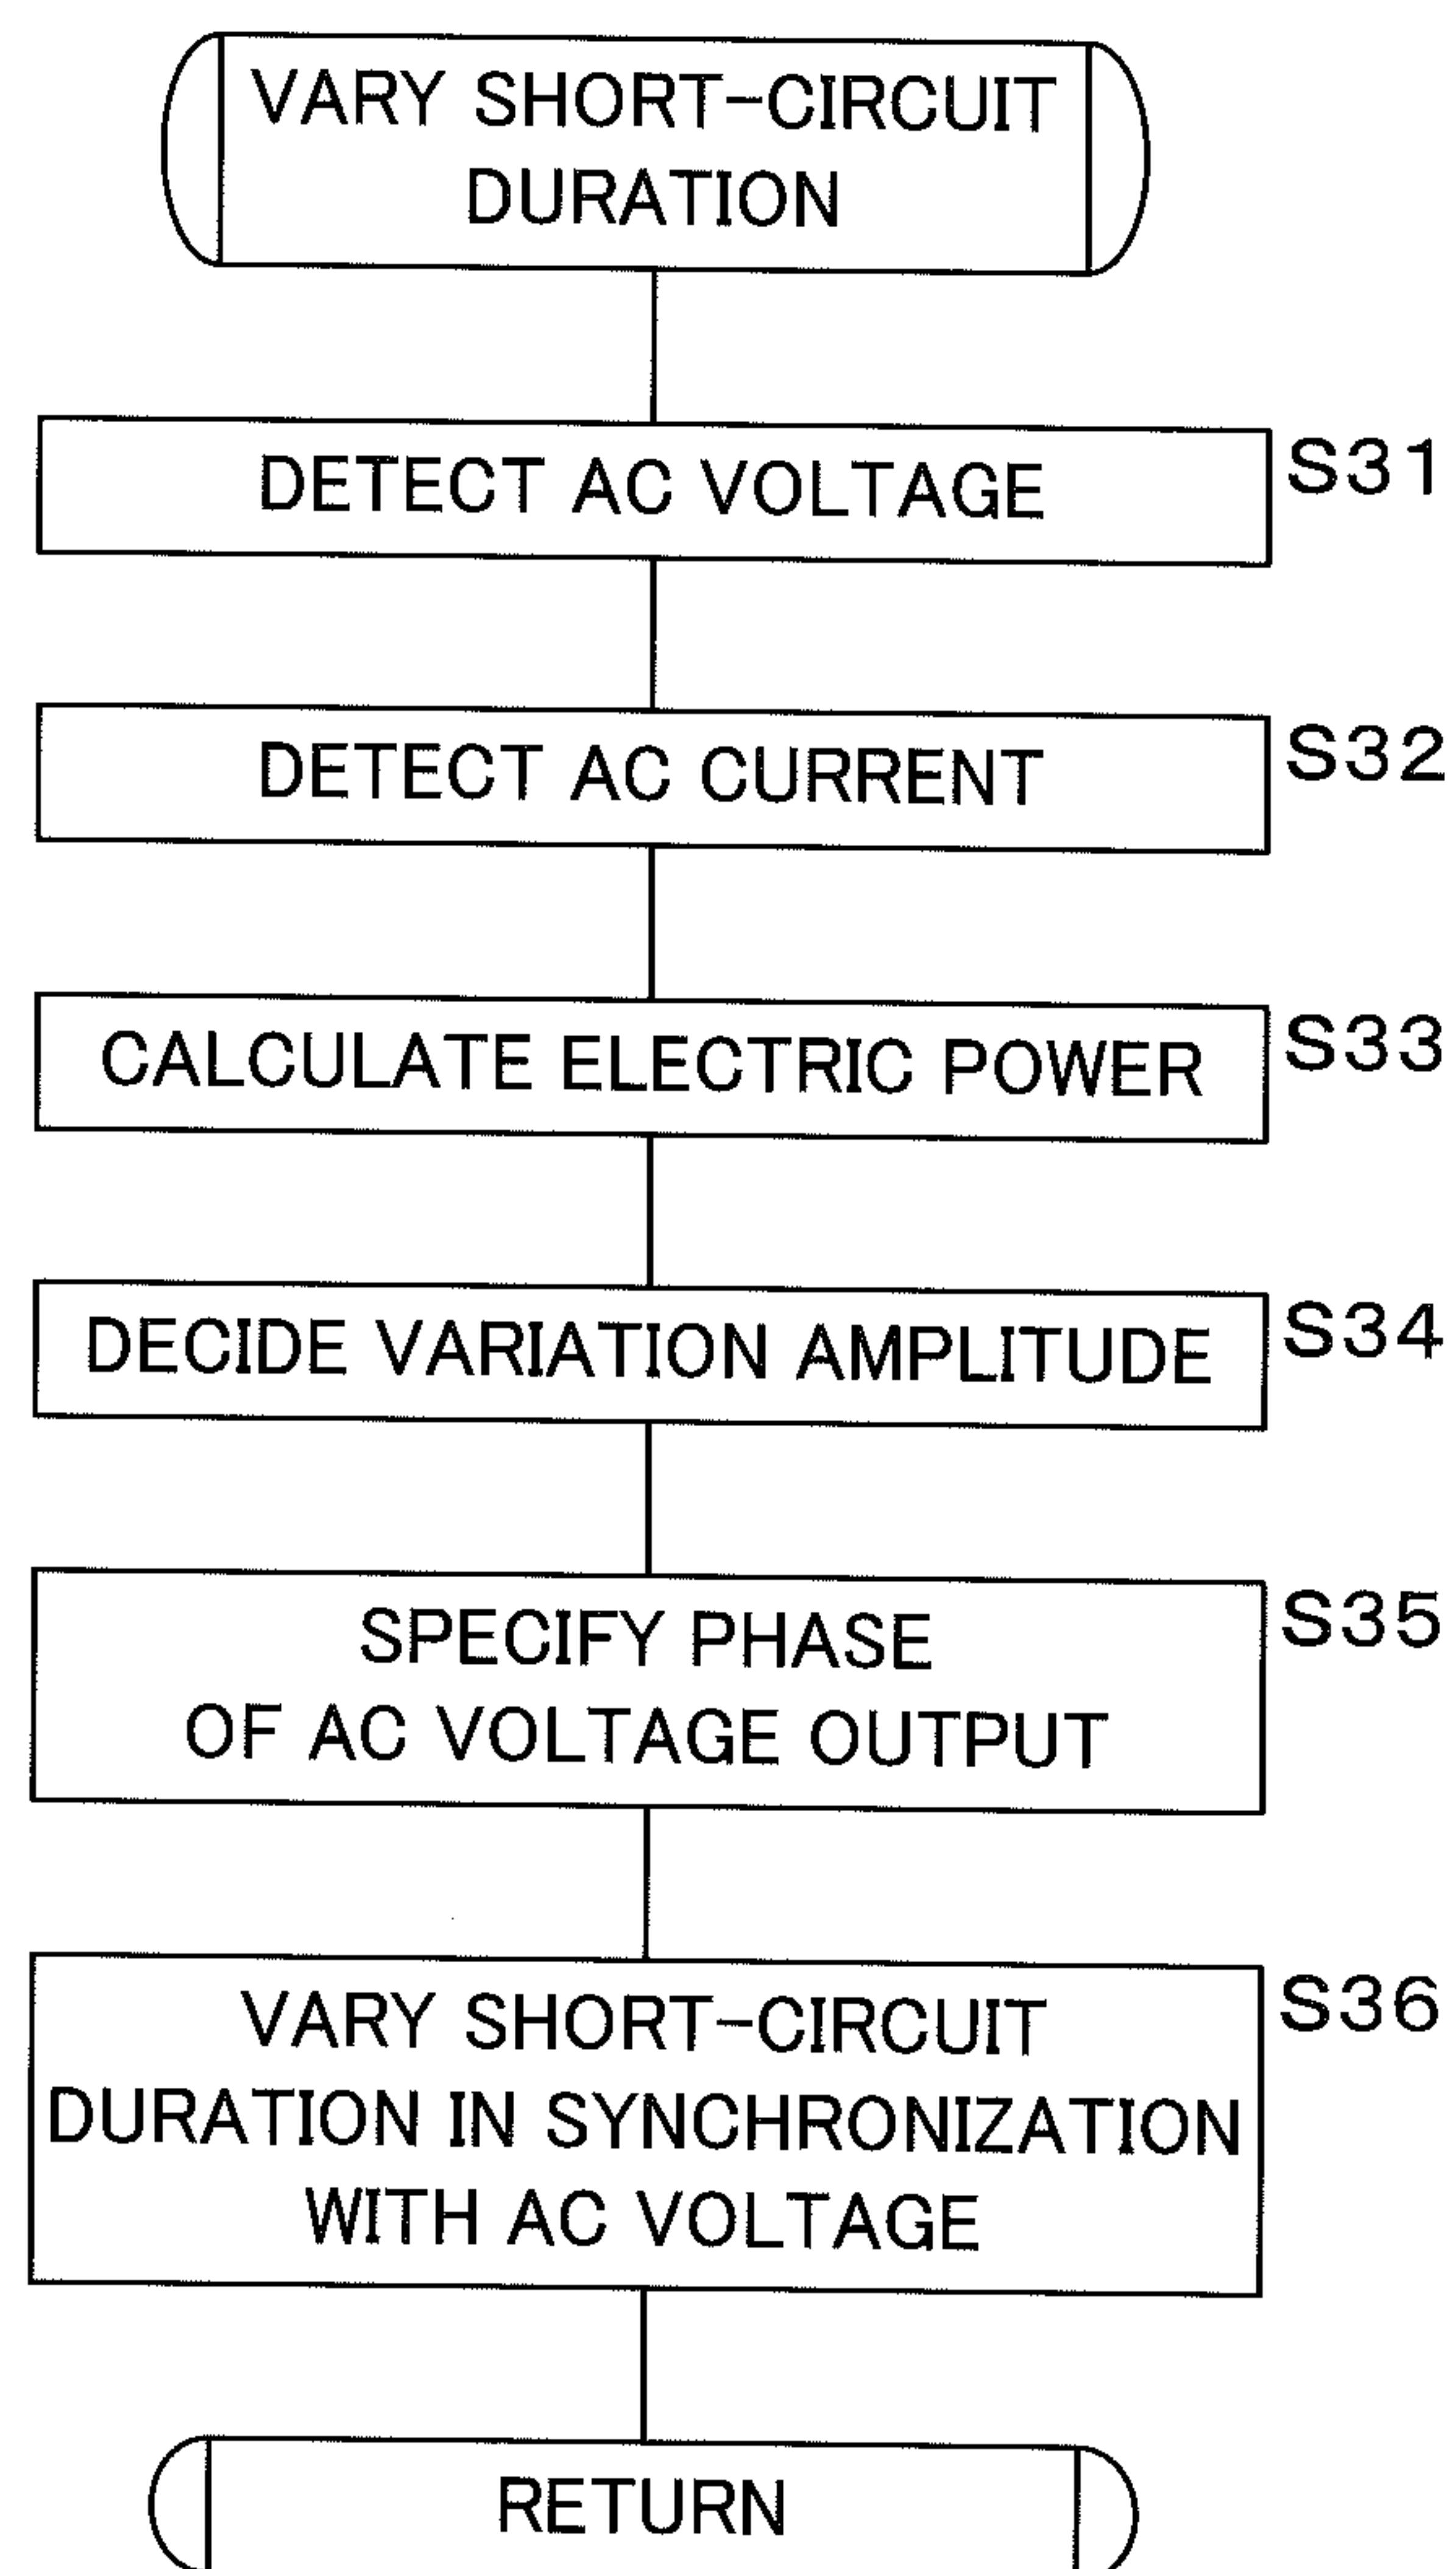 VARY SHORT-CIRCUIT
DURATION
DETECT AC VOLTAGE
S31
DETECT AC CURRENT
S32
CALCULATE ELECTRIC POWER
S33
DECIDE VARIATION AMPLITUDE
S34
SPECIFY PHASE
OF AC VOLTAGE OUTPUT
S35
VARY SHORT-CIRCUIT
DURATION IN SYNCHRONIZATION
WITH AC VOLTAGE
S36
RETURN